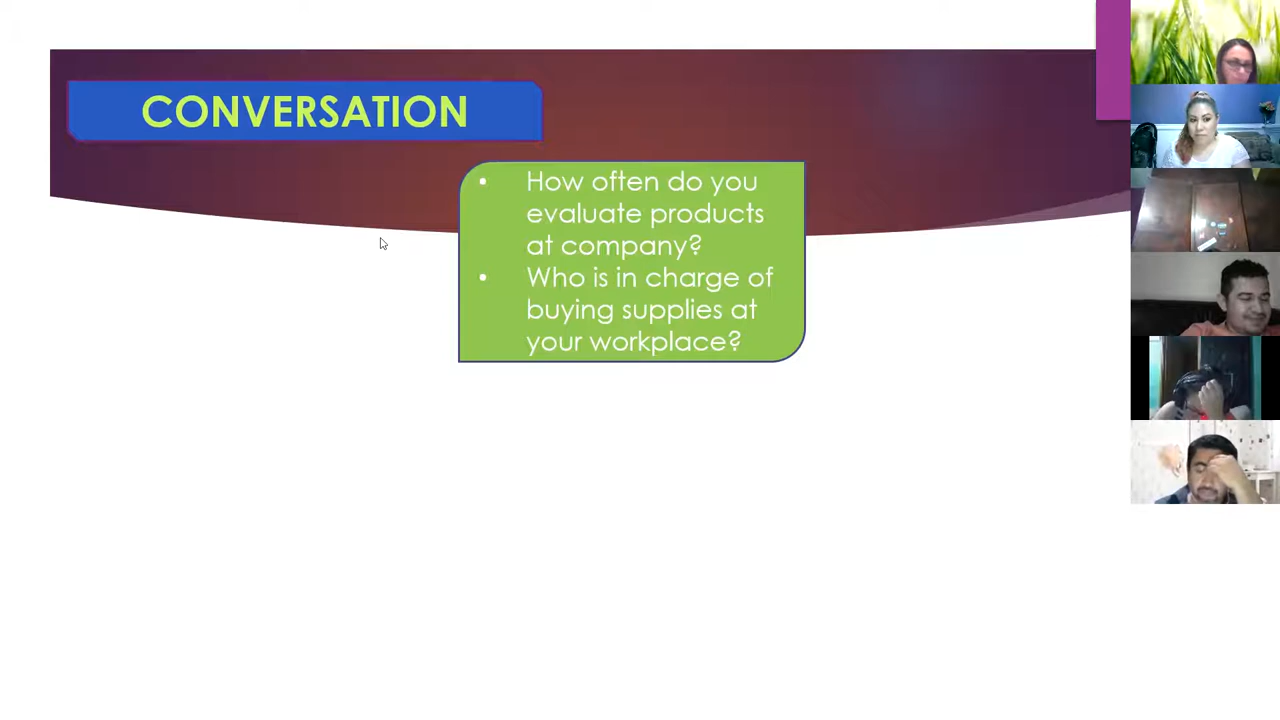 CONVERSATION
• How often do you
evaluate products
at company?
• Who is in charge of
buying supplies at
your workplace?